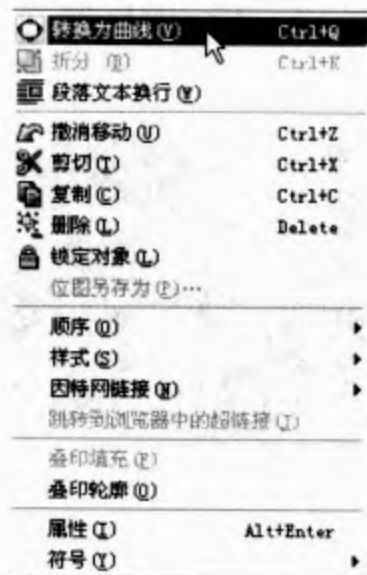 转换为曲线(V) Ctrl+Q
拆分 (B) Ctrl+K
段落文本换行(W)
撤消移动(U) Ctrl+Z
剪切(T) Ctrl+X
复制(C) Ctrl+C
删除(L) Delete
锁定对象(L)
位图另存为(P)...
顺序(O)
样式(S)
因特网链接(N)
跳转到浏览器中的超链接(J)
叠印填充(F)
叠印轮廓(O)
属性(I) Alt+Enter
符号(Y)